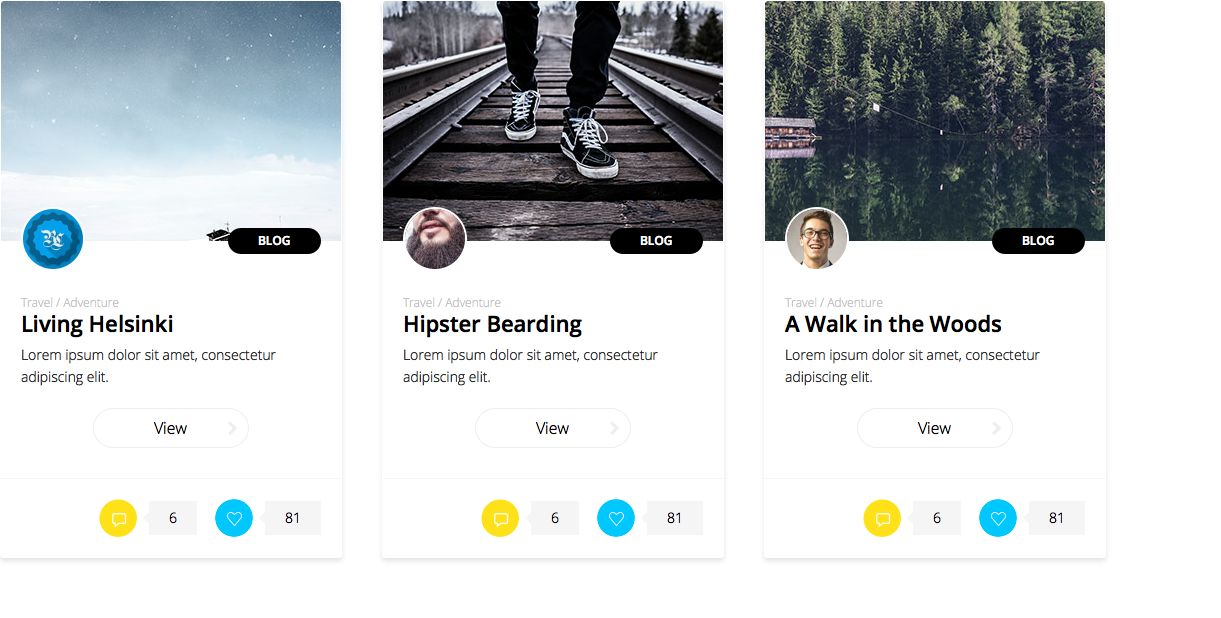 BLOG
Travel / Adventure
Living Helsinki
Lorem ipsum dolor sit amet, consectetur
adipiscing elit.
View
6
81
BLOG
Travel / Adventure
Hipster Bearding
Lorem ipsum dolor sit amet, consectetur
adipiscing elit.
View
6
81
BLOG
Travel / Adventure
A Walk in the Woods
Lorem ipsum dolor sit amet, consectetur
adipiscing elit.
View
6
81